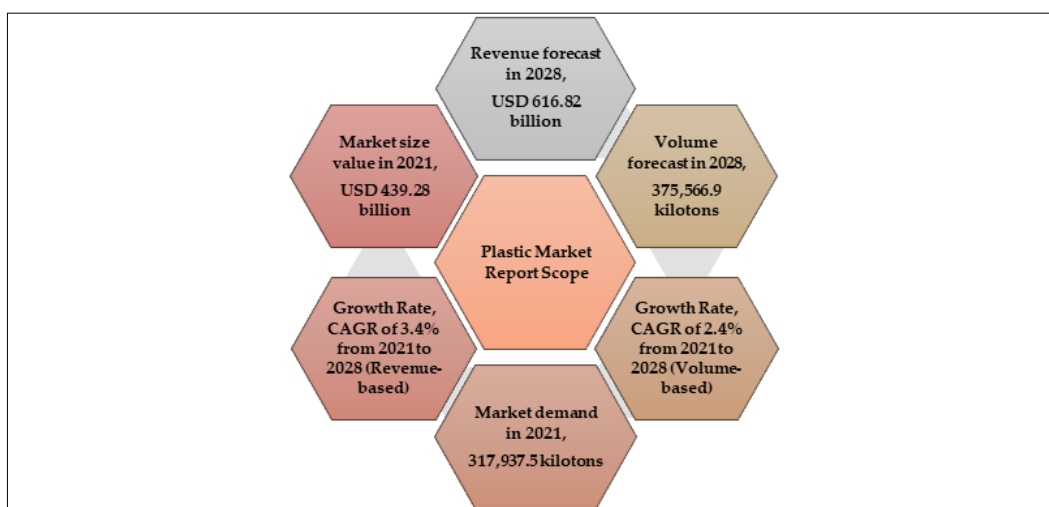 Revenue forecast
in 2028,
USD 616.82
billion
Market size
value in 2021,
USD 439.28
billion
Volume
forecast in 2028,
375,566.9
kilotons
Plastic Market
Report Scope
Growth Rate,
CAGR of 3.4%
from 2021 to
2028 (Revenue-
based)
Growth Rate,
CAGR of 2.4%
from 2021 to
2028 (Volume-
based)
Market demand
in 2021,
317,937.5 kilotons